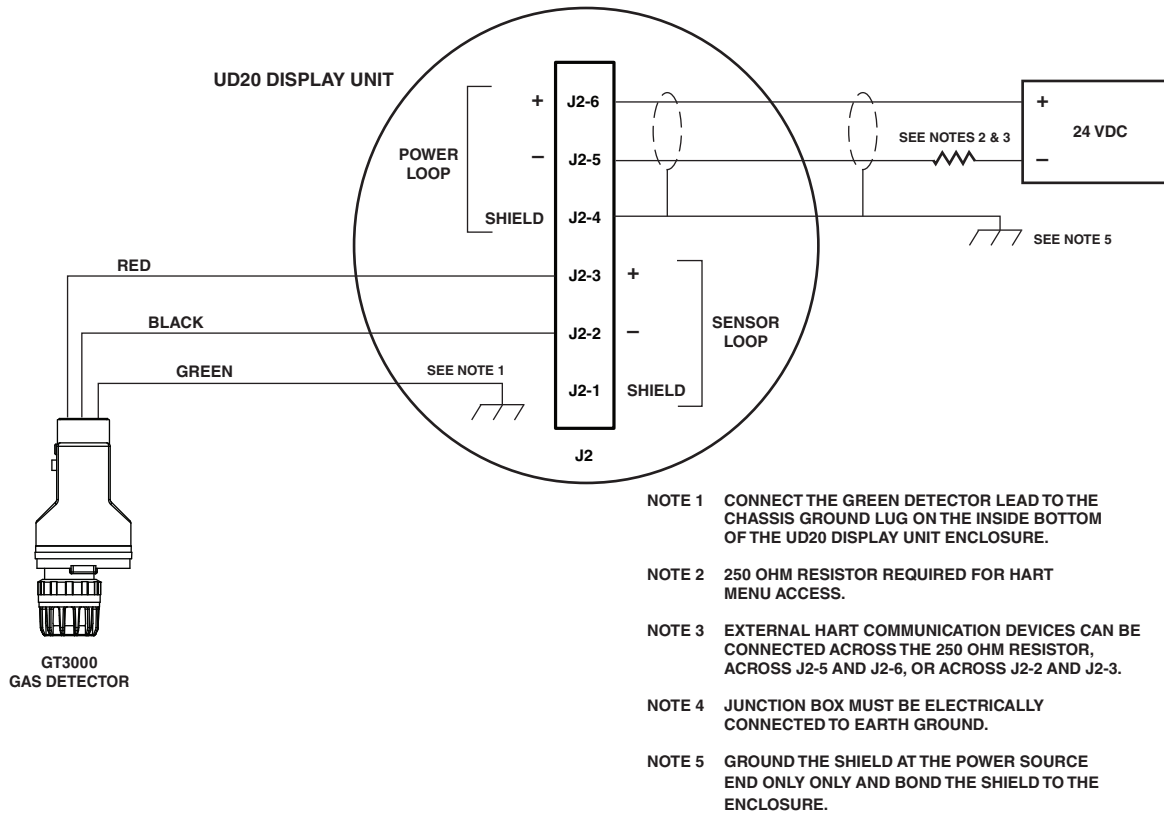 UD20 DISPLAY UNIT
POWER
LOOP
+
–
SHIELD
J2-6
J2-5
J2-4
J2-3
J2-2
J2-1
J2
+
–
SHIELD
SENSOR
LOOP
SEE NOTES 2 & 3
+
–
24 VDC
SEE NOTE 5
RED
BLACK
GREEN
SEE NOTE 1
GT3000
GAS DETECTOR
NOTE 1 CONNECT THE GREEN DETECTOR LEAD TO THE
CHASSIS GROUND LUG ON THE INSIDE BOTTOM
OF THE UD20 DISPLAY UNIT ENCLOSURE.
NOTE 2 250 OHM RESISTOR REQUIRED FOR HART
MENU ACCESS.
NOTE 3 EXTERNAL HART COMMUNICATION DEVICES CAN BE
CONNECTED ACROSS THE 250 OHM RESISTOR,
ACROSS J2-5 AND J2-6, OR ACROSS J2-2 AND J2-3.
NOTE 4 JUNCTION BOX MUST BE ELECTRICALLY
CONNECTED TO EARTH GROUND.
NOTE 5 GROUND THE SHIELD AT THE POWER SOURCE
END ONLY ONLY AND BOND THE SHIELD TO THE
ENCLOSURE.